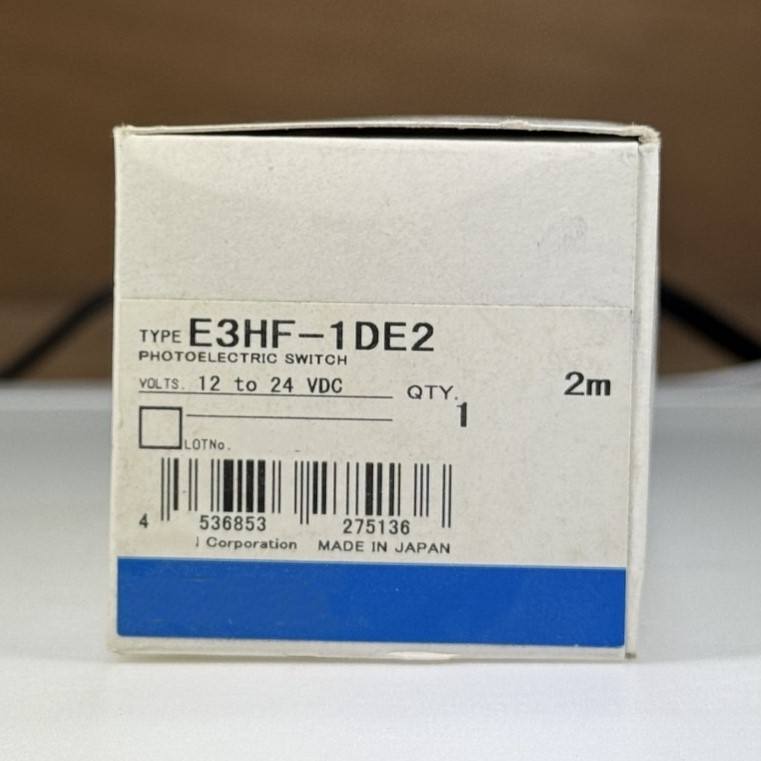 TYPE E3HF-1DE2
PHOTOELECTRIC SWITCH
VOLTS. 12 to 24 VDC QTY. 1 2m
LOTNo.
4 536853 275136
Corporation MADE IN JAPAN